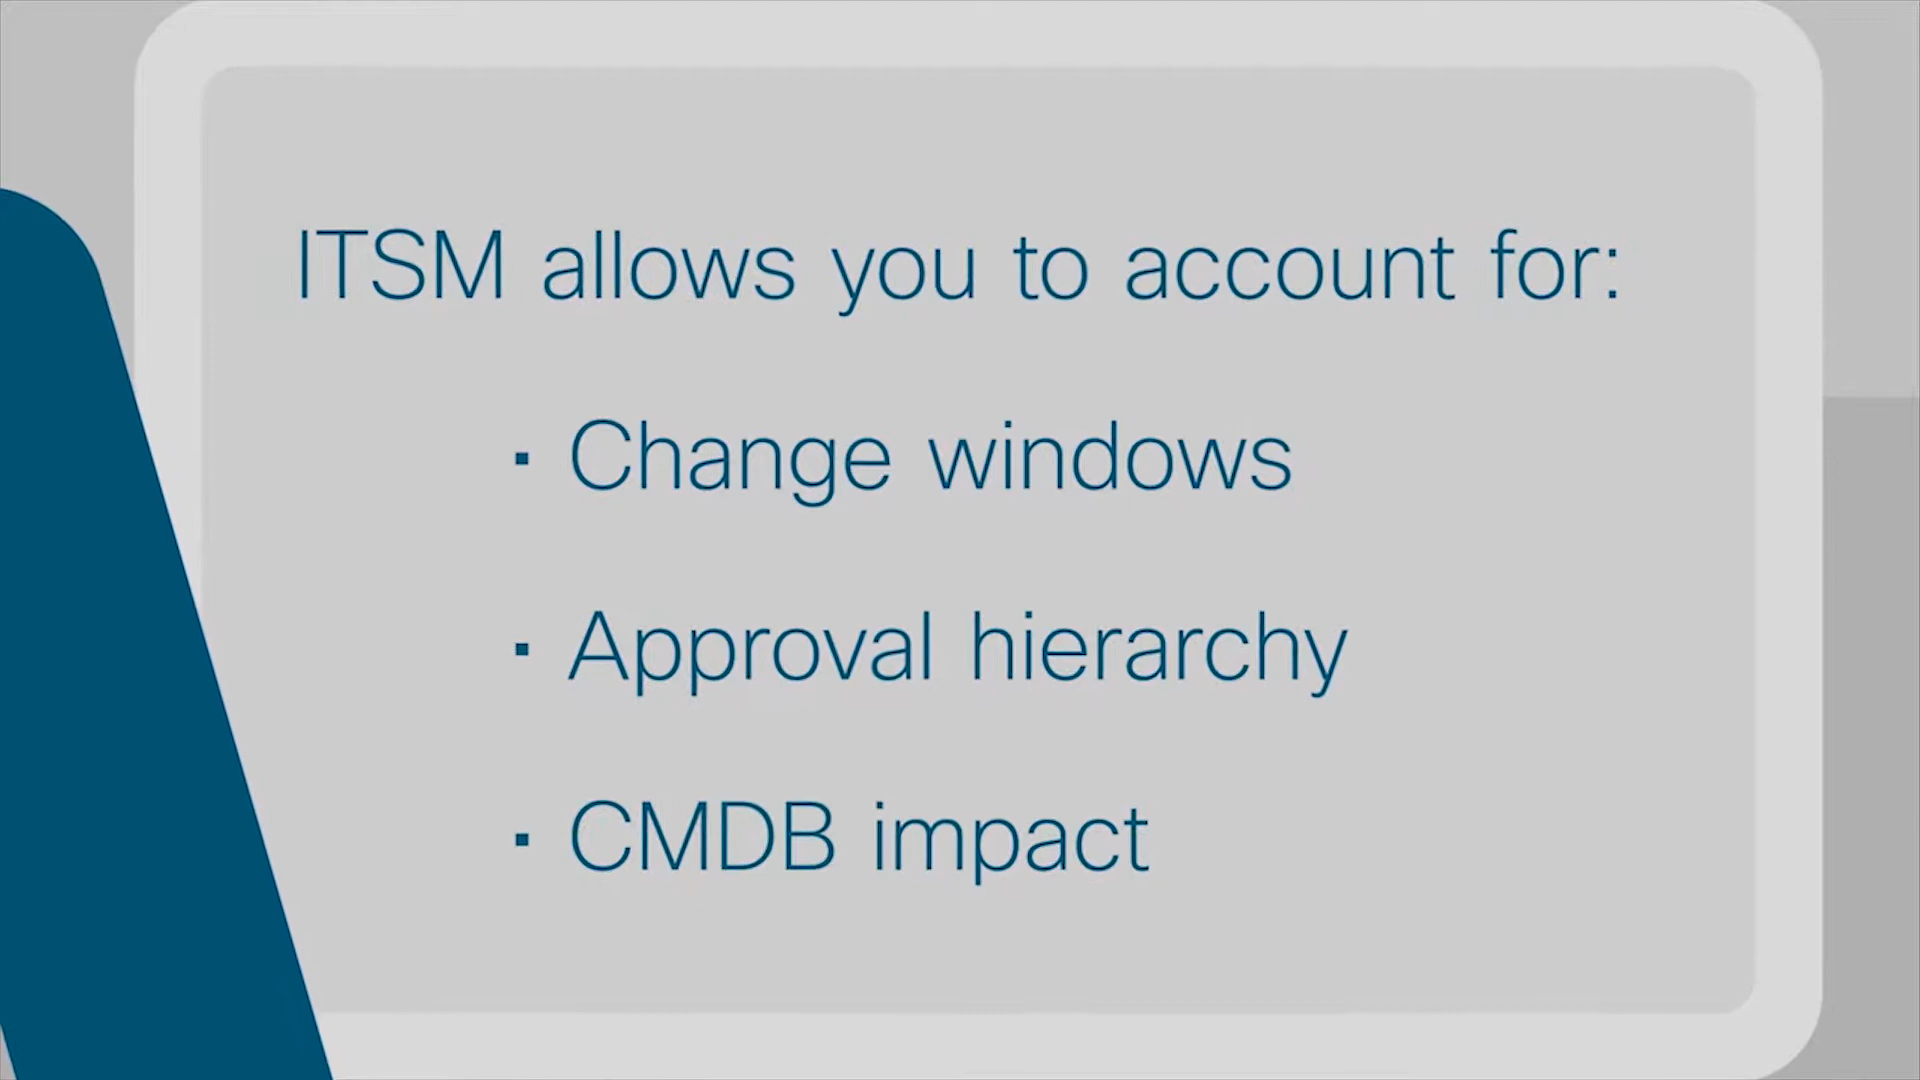 ITSM allows you to account for:
▪ Change windows
▪ Approval hierarchy
▪ CMDB impact